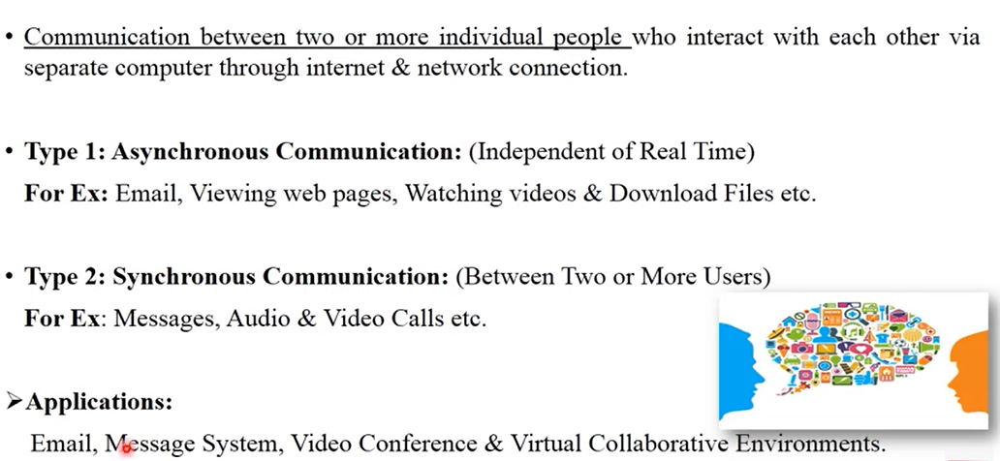 • Communication between two or more individual people who interact with each other via
separate computer through internet & network connection.
• Type 1: Asynchronous Communication: (Independent of Real Time)
For Ex: Email, Viewing web pages, Watching videos & Download Files etc.
• Type 2: Synchronous Communication: (Between Two or More Users)
For Ex: Messages, Audio & Video Calls etc.
➢Applications:
Email, Message System, Video Conference & Virtual Collaborative Environments.